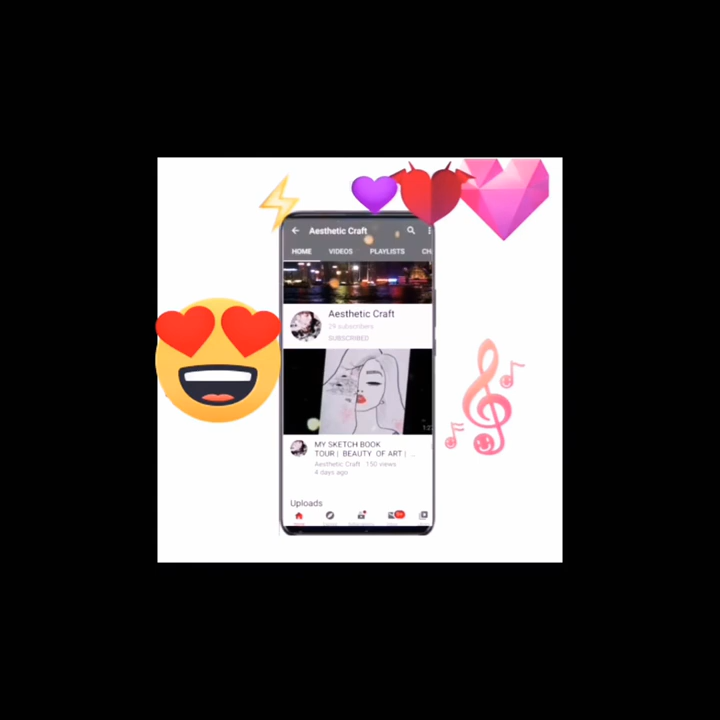 Aesthetic Craft
HOME VIDEOS PLAYLISTS CH
Aesthetic Craft
29 subscribers
SUBSCRIBED
MY SKETCH BOOK
TOUR | BEAUTY OF ART | ...
Aesthetic Craft · 150 views
4 days ago
Uploads